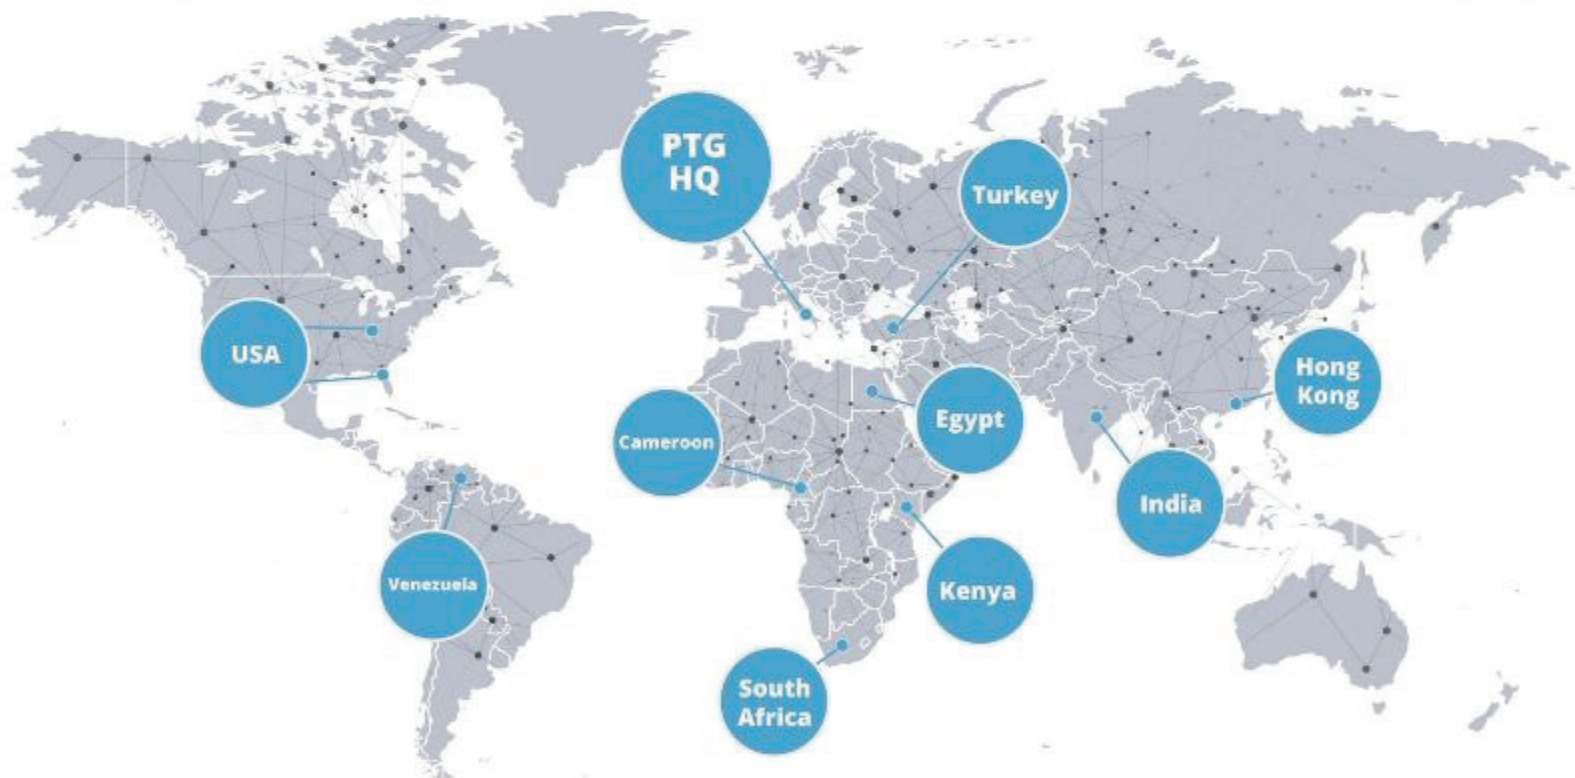 PTG
HQ
Turkey
USA
Hong
Kong
Egypt
Cameroon
India
Venezuela
Kenya
South
Africa